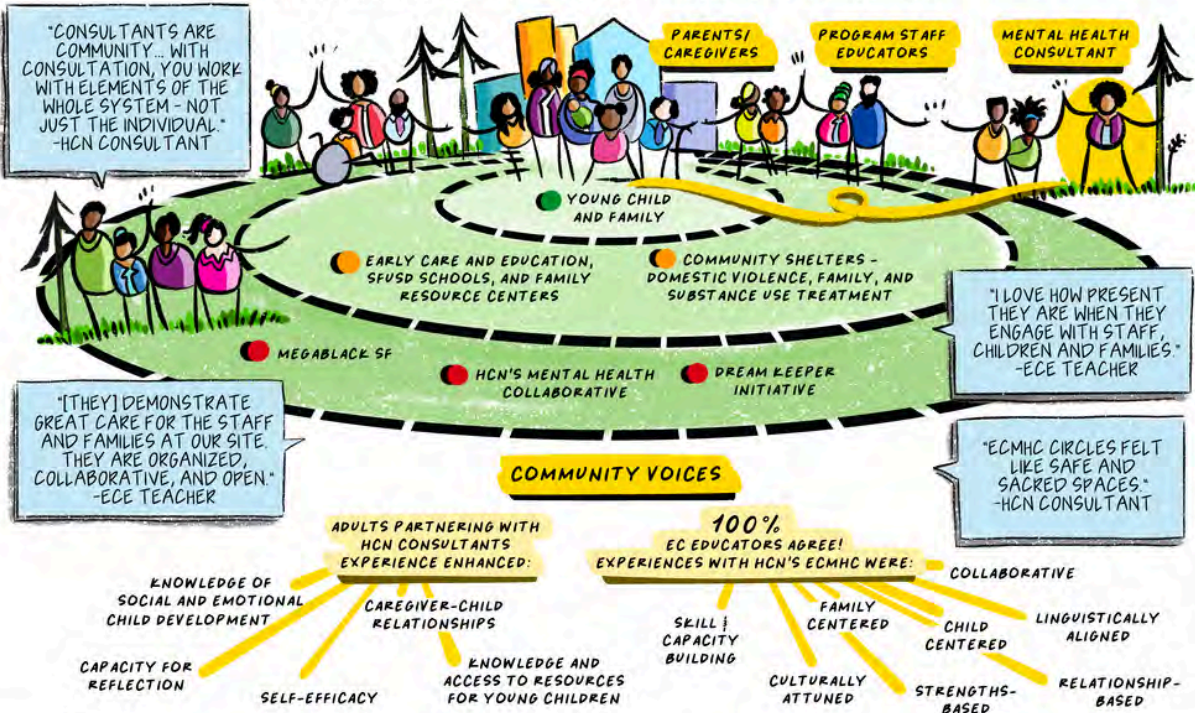 "CONSULTANTS ARE
COMMUNITY... WITH
CONSULTATION, YOU WORK
WITH ELEMENTS OF THE
WHOLE SYSTEM - NOT
JUST THE INDIVIDUAL."
-HCN CONSULTANT
PARENTS/
CAREGIVERS
PROGRAM STAFF
EDUCATORS
MENTAL HEALTH
CONSULTANT
YOUNG CHILD
AND FAMILY
EARLY CARE AND EDUCATION,
SFUSD SCHOOLS, AND FAMILY
RESOURCE CENTERS
COMMUNITY SHELTERS -
DOMESTIC VIOLENCE, FAMILY, AND
SUBSTANCE USE TREATMENT
"I LOVE HOW PRESENT
THEY ARE WHEN THEY
ENGAGE WITH STAFF,
CHILDREN AND FAMILIES."
-ECE TEACHER
MEGABLACK SF
HCN'S MENTAL HEALTH
COLLABORATIVE
DREAM KEEPER
INITIATIVE
"[THEY] DEMONSTRATE
GREAT CARE FOR THE STAFF
AND FAMILIES AT OUR SITE.
THEY ARE ORGANIZED,
COLLABORATIVE, AND OPEN."
-ECE TEACHER
"ECMHC CIRCLES FELT
LIKE SAFE AND
SACRED SPACES."
-HCN CONSULTANT
COMMUNITY VOICES
ADULTS PARTNERING WITH
HCN CONSULTANTS
EXPERIENCE ENHANCED:
KNOWLEDGE OF
SOCIAL AND EMOTIONAL
CHILD DEVELOPMENT
CAPACITY FOR
REFLECTION
SELF-EFFICACY
CAREGIVER-CHILD
RELATIONSHIPS
KNOWLEDGE AND
ACCESS TO RESOURCES
FOR YOUNG CHILDREN
100%
EC EDUCATORS AGREE!
EXPERIENCES WITH HCN'S ECMHC WERE:
SKILL &
CAPACITY
BUILDING
CULTURALLY
ATTUNED
FAMILY
CENTERED
STRENGTHS-
BASED
CHILD
CENTERED
RELATIONSHIP-
BASED
LINGUISTICALLY
ALIGNED
COLLABORATIVE